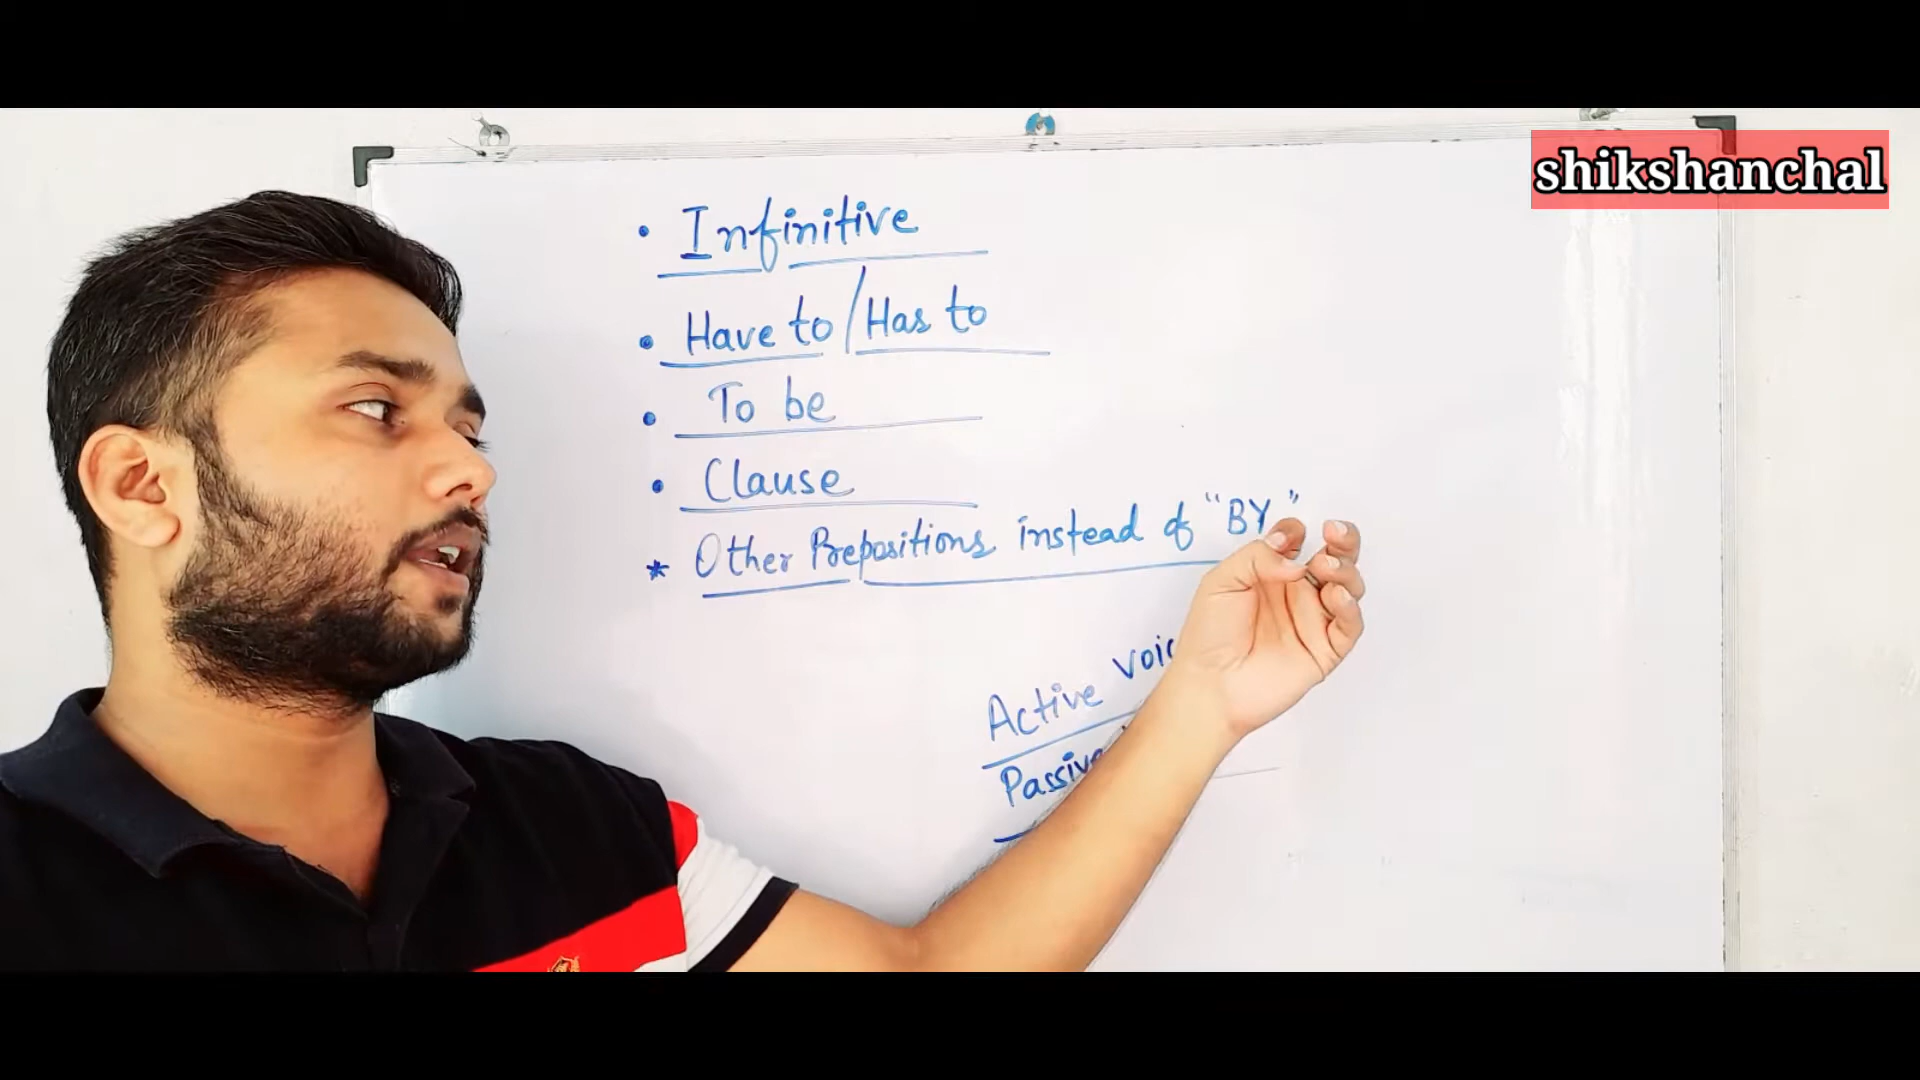 shikshanchal
• Infinitive
• Have to / Has to
• To be
• Clause
* Other Prepositions instead of "BY"
Active
Passive